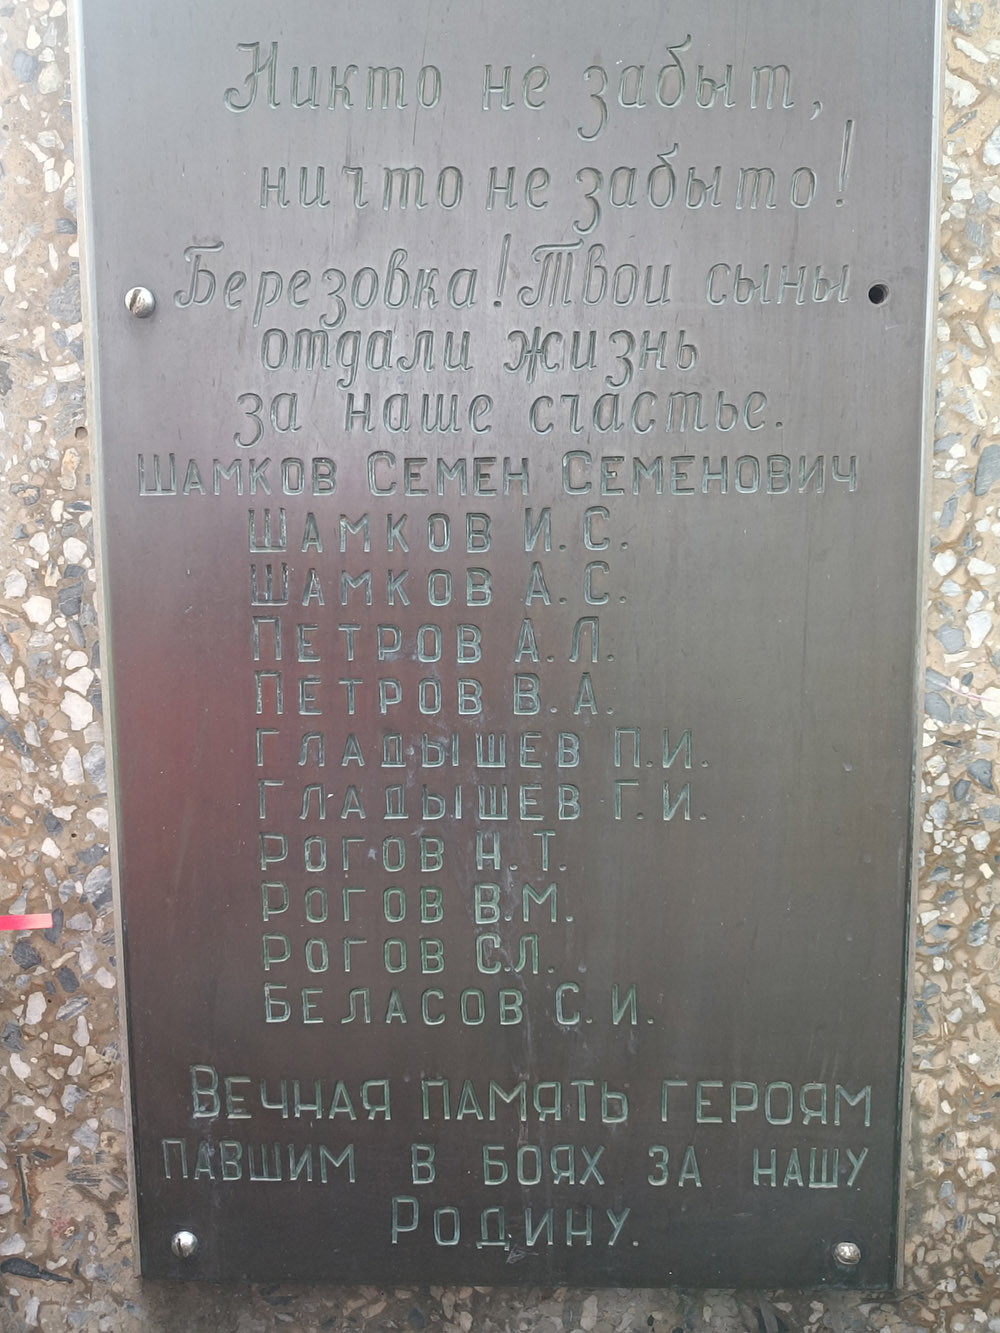 Никто не забыт,
ничто не забыто!
Березовка! Твои сыны
отдали жизнь
за наше счастье.
Шамков Семен Семенович
Шамков И.С.
Шамков А.С.
Петров А.Л.
Петров В.А.
Гладышев П.И.
Гладышев Г.И.
Рогов Н.Т.
Рогов В.М.
Рогов С.Л.
Беласов С.И.
Вечная память героям
павшим в боях за нашу
Родину.